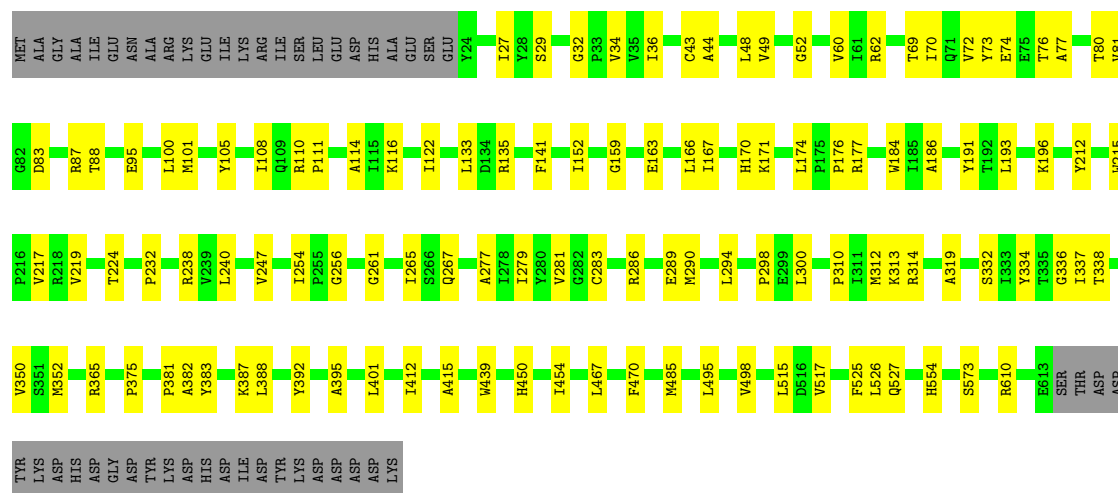 MET ALA GLY ALA ILE GLU ASN ALA ARG LYS GLU ILE LYS ARG ILE SER LEU GLU ASP HIS ALA GLU SER GLU Y24 I27 Y28 S29 G32 P33 V34 V35 I36 C43 A44 L48 V49 G52 V60 I61 R62 T69 I70 Q71 V72 Y73 E74 E75 T76 A77 T80
G82 D83 R87 T88 E95 L100 M101 Y105 I108 Q109 R110 P111 A114 I115 K116 I122 L133 D134 R135 F141 I152 G159 E163 L166 I167 H170 K171 L174 P175 P176 R177 W184 I185 A186 Y191 T192 L193 K196 Y212 W215
P216 V217 R218 V219 T224 P232 R238 V239 L240 V247 I254 P255 G256 G261 I265 S266 Q267 A277 I278 I279 Y280 V281 G282 C283 R286 E289 M290 L294 P298 E299 L300 P310 I311 M312 K313 R314 A319 S332 I333 Y334 T335 G336 I337 T338
V350 S351 M352 R365 P375 P381 A382 Y383 K387 L388 Y392 A395 L401 I412 A415 W439 H450 I454 L467 F470 M485 L495 V498 L515 D516 V517 F525 L526 Q527 H554 S573 R610 E613 SER THR ASP ASP
TYR LYS ASP HIS ASP GLY ASP TYR LYS ASP HIS ASP ILE ASP TYR LYS ASP ASP ASP ASP LYS